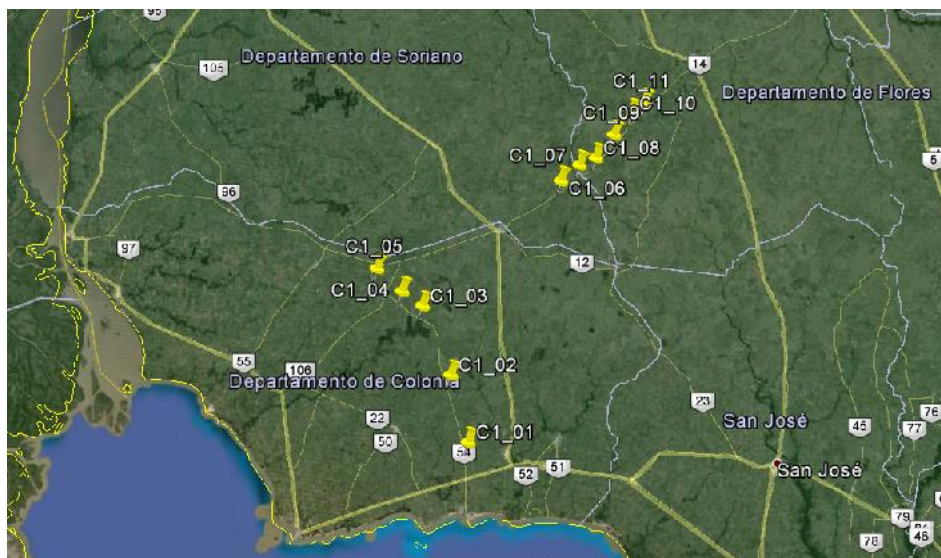 95
105
Departamento de Soriano
14
C1_11
Departamento de Flores
C1_10
C1_09
C1_08
C1_07
5
C1_06
96
97
C1_05
12
C1_04
C1_03
55
C1_02
106
Departamento de Colonia
23
22
San José
76
45
77
50
C1_01
54
51
52
San José
79
78
46